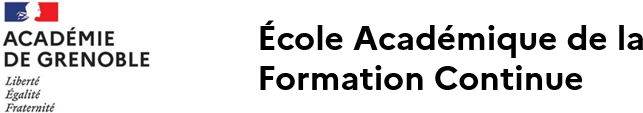 ACADÉMIE
DE GRENOBLE
Liberté
Égalité
Fraternité
École Académique de la
Formation Continue